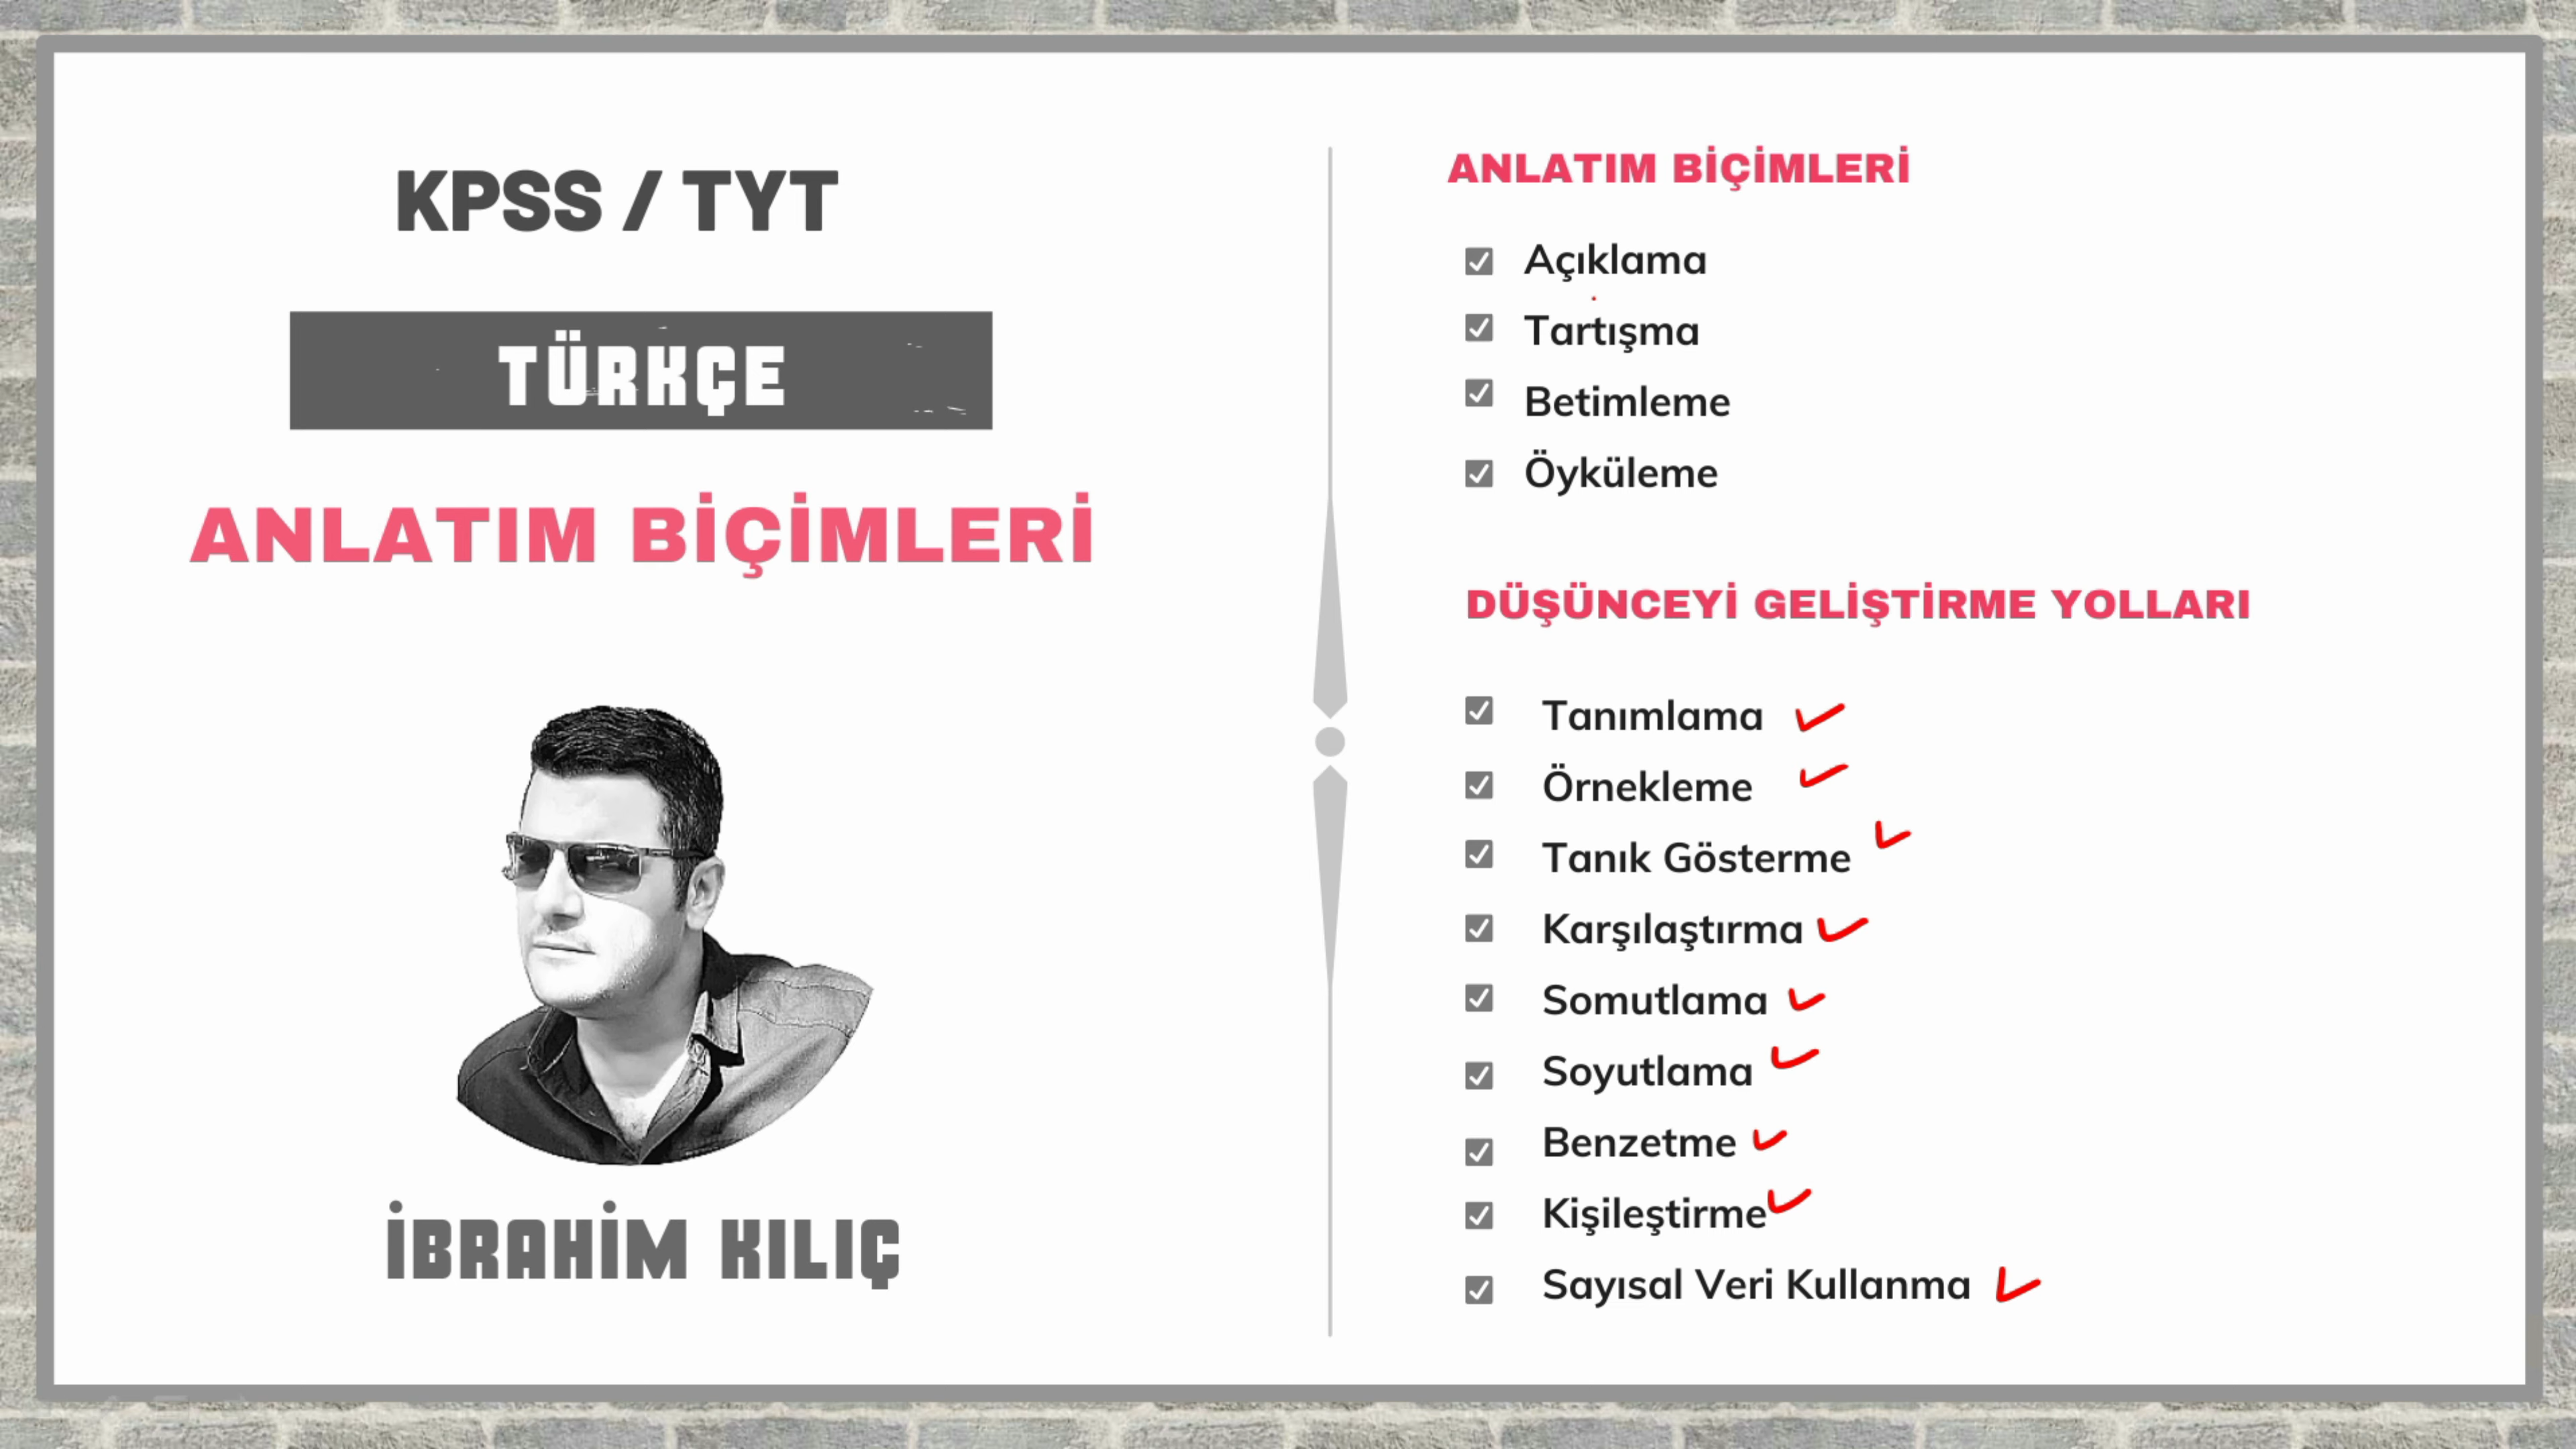 KPSS / TYT
TÜRKÇE
ANLATIM BİÇİMLERİ
İBRAHİM KILIÇ
ANLATIM BİÇİMLERİ
Açıklama
Tartışma
Betimleme
Öyküleme
DÜŞÜNCEYİ GELİŞTİRME YOLLARI
Tanımlama
Örnekleme
Tanık Gösterme
Karşılaştırma
Somutlama
Soyutlama
Benzetme
Kişileştirme
Sayısal Veri Kullanma